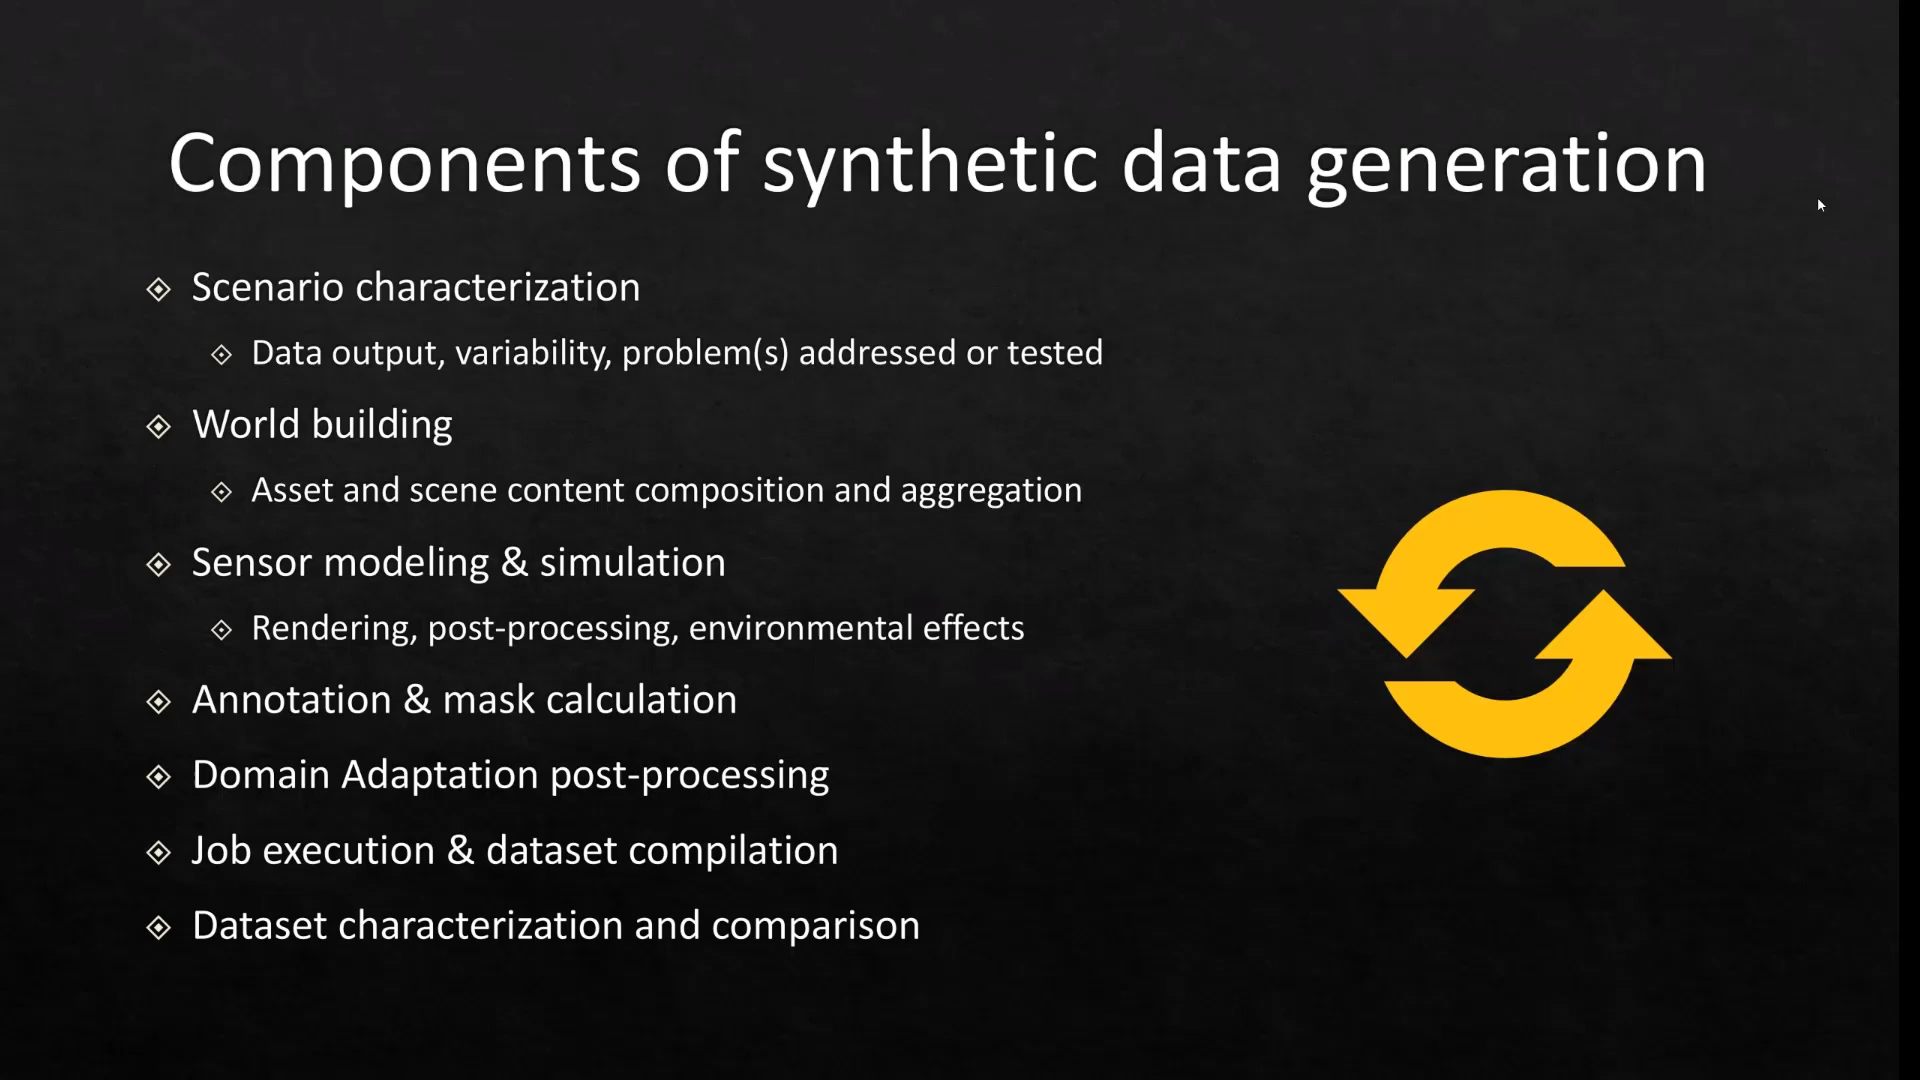 Components of synthetic data generation
Scenario characterization
Data output, variability, problem(s) addressed or tested
World building
Asset and scene content composition and aggregation
Sensor modeling & simulation
Rendering, post-processing, environmental effects
Annotation & mask calculation
Domain Adaptation post-processing
Job execution & dataset compilation
Dataset characterization and comparison